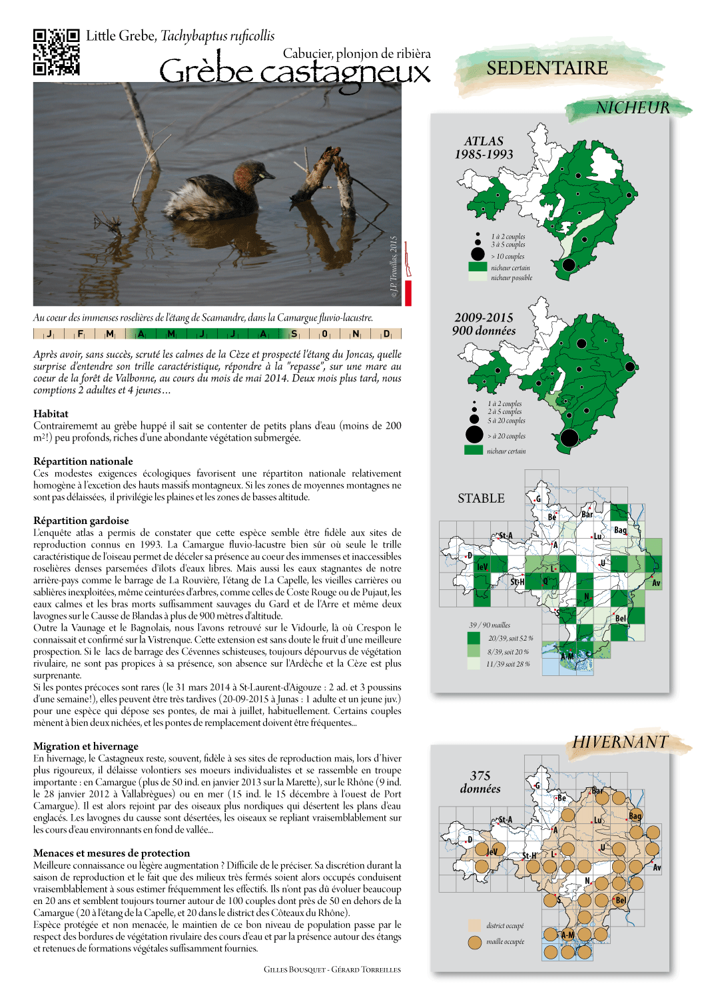 Little Grebe, Tachybaptus ruficollis
Cabucier, plonjon de ribièra
Grèbe castagneux
© J.P. Trouillas, 2015
Au coeur des immenses roselières de l'étang de Scamandre, dans la Camargue fluvio-lacustre.
J F M A M J J A S O N D
Après avoir, sans succès, scruté les calmes de la Cèze et prospecté l'étang du Joncas, quelle
surprise d'entendre son trille caractéristique, répondre à la "repasse", sur une mare au
coeur de la forêt de Valbonne, au cours du mois de mai 2014. Deux mois plus tard, nous
comptions 2 adultes et 4 jeunes…
Habitat
Contrairememt au grèbe huppé il sait se contenter de petits plans d'eau (moins de 200
m²!) peu profonds, riches d'une abondante végétation submergée.
Répartition nationale
Ces modestes exigences écologiques favorisent une répartiton nationale relativement
homogène à l'excetion des hauts massifs montagneux. Si les zones de moyennes montagnes ne
sont pas délaissées, il privilégie les plaines et les zones de basses altitude.
Répartition gardoise
L'enquête atlas a permis de constater que cette espèce semble être fidèle aux sites de
reproduction connus en 1993. La Camargue fluvio-lacustre bien sûr où seule le trille
caractéristique de l'oiseau permet de déceler sa présence au coeur des immenses et inaccessibles
roselières denses parsemées d'îlots d'eaux libres. Mais aussi les eaux stagnantes de notre
arrière-pays comme le barrage de La Rouvière, l'étang de La Capelle, les vieilles carrières ou
sablières inexploitées, même ceinturées d'arbres, comme celles de Coste Rouge ou de Pujaut, les
eaux calmes et les bras morts suffisamment sauvages du Gard et de l'Arre et même deux
lavognes sur le Causse de Blandas à plus de 900 mètres d'altitude.
Outre la Vaunage et le Bagnolais, nous l'avons retrouvé sur le Vidourle, là où Crespon le
connaissait et confirmé sur la Vistrenque. Cette extension est sans doute le fruit d'une meilleure
prospection. Si le lacs de barrage des Cévennes schisteuses, toujours dépourvus de végétation
rivulaire, ne sont pas propices à sa présence, son absence sur l'Ardèche et la Cèze est plus
surprenante.
Si les pontes précoces sont rares (le 31 mars 2014 à St-Laurent-d'Aigouze : 2 ad. et 3 poussins
d'une semaine!), elles peuvent être très tardives (20-09-2015 à Junas : 1 adulte et un jeune juv.)
pour une espèce qui dépose ses pontes, de mai à juillet, habituellement. Certains couples
mènent à bien deux nichées, et les pontes de remplacement doivent être fréquentes...
Migration et hivernage
En hivernage, le Castagneux reste, souvent, fidèle à ses sites de reproduction mais, lors d'hiver
plus rigoureux, il délaisse volontiers ses moeurs individualistes et se rassemble en troupe
importante : en Camargue (plus de 50 ind. en janvier 2013 sur la Marette), sur le Rhône (9 ind.
le 28 janvier 2012 à Vallabrègues) ou en mer (15 ind. le 15 décembre à l'ouest de Port
Camargue). Il est alors rejoint par des oiseaux plus nordiques qui désertent les plans d'eau
englacés. Les lavognes du causse sont désertées, les oiseaux se repliant vraisemblablement sur
les cours d'eau environnants en fond de vallée...
Menaces et mesures de protection
Meilleure connaissance ou lègère augmentation ? Difficile de le préciser. Sa discrétion durant la
saison de reproduction et le fait que des milieux très fermés soient alors occupés conduisent
vraisemblablement à sous estimer fréquemment les effectifs. Ils n'ont pas dû évoluer beaucoup
en 20 ans et semblent toujours tourner autour de 100 couples dont près de 50 en dehors de la
Camargue (20 à l'étang de la Capelle, et 20 dans le district des Côteaux du Rhône).
Espèce protégée et non menacée, le maintien de ce bon niveau de population passe par le
respect des bordures de végétation rivulaire des cours d'eau et par la présence autour des étangs
et retenues de formations végétales suffisamment fournies.
GILLES BOUSQUET - GÉRARD TORREILLES
SEDENTAIRE
NICHEUR
ATLAS
1985-1993
1 à 2 couples
3 à 5 couples
> 10 couples
nicheur certain
nicheur possible
2009-2015
900 données
1 à 2 couples
2 à 5 couples
5 à 20 couples
> à 20 couples
nicheur certain
STABLE
G
Be
Bar
Bag
St-A
Lu
A
D
leV
L
U
St-H
Q
Av
N
S
Bel
A-M
39 / 90 mailles
20/39, soit 52 %
8/39, soit 20 %
11/39 soit 28 %
HIVERNANT
375
données
G
Be
Bar
Bag
St-A
Lu
A
D
leV
L
U
St-H
Av
N
S
Bel
A-M
district occupé
maille occupée